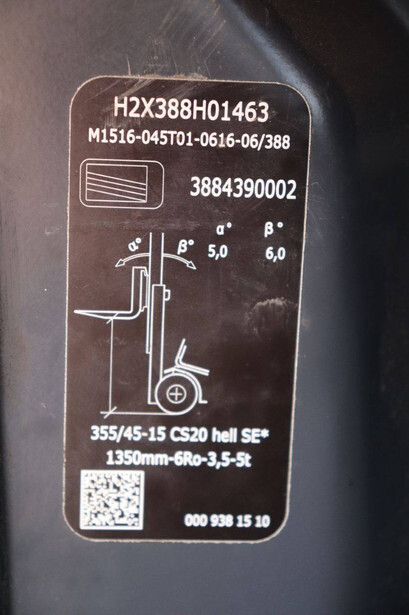 H2X388H01463
M1516-045T01-0616-06/388
3884390002
α° β°
5,0 6,0
α° β°
355/45-15 CS20 hell SE*
1350mm-6Ro-3,5-5t
000 938 15 10